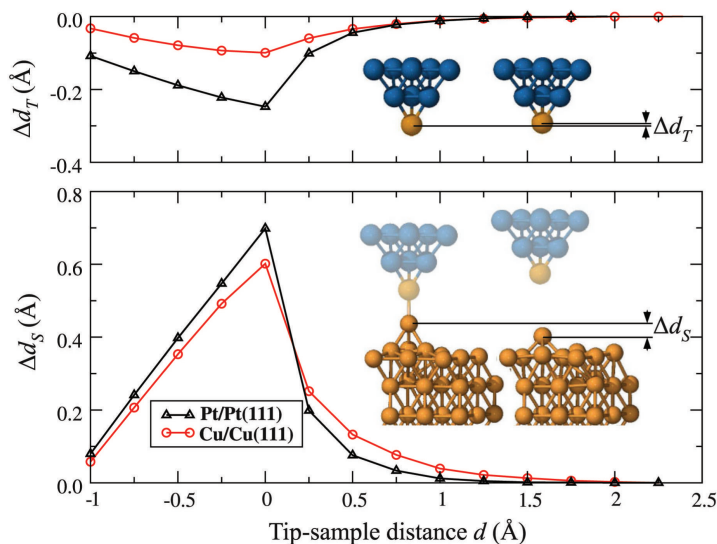 0.0
-0.2
-0.4
Δd_T (Å)
Δd_T
0.8
0.6
0.4
0.2
0.0
Δd_S (Å)
Δd_S
Pt/Pt(111)
Cu/Cu(111)
-1 -0.5 0 0.5 1 1.5 2 2.5
Tip-sample distance d (Å)